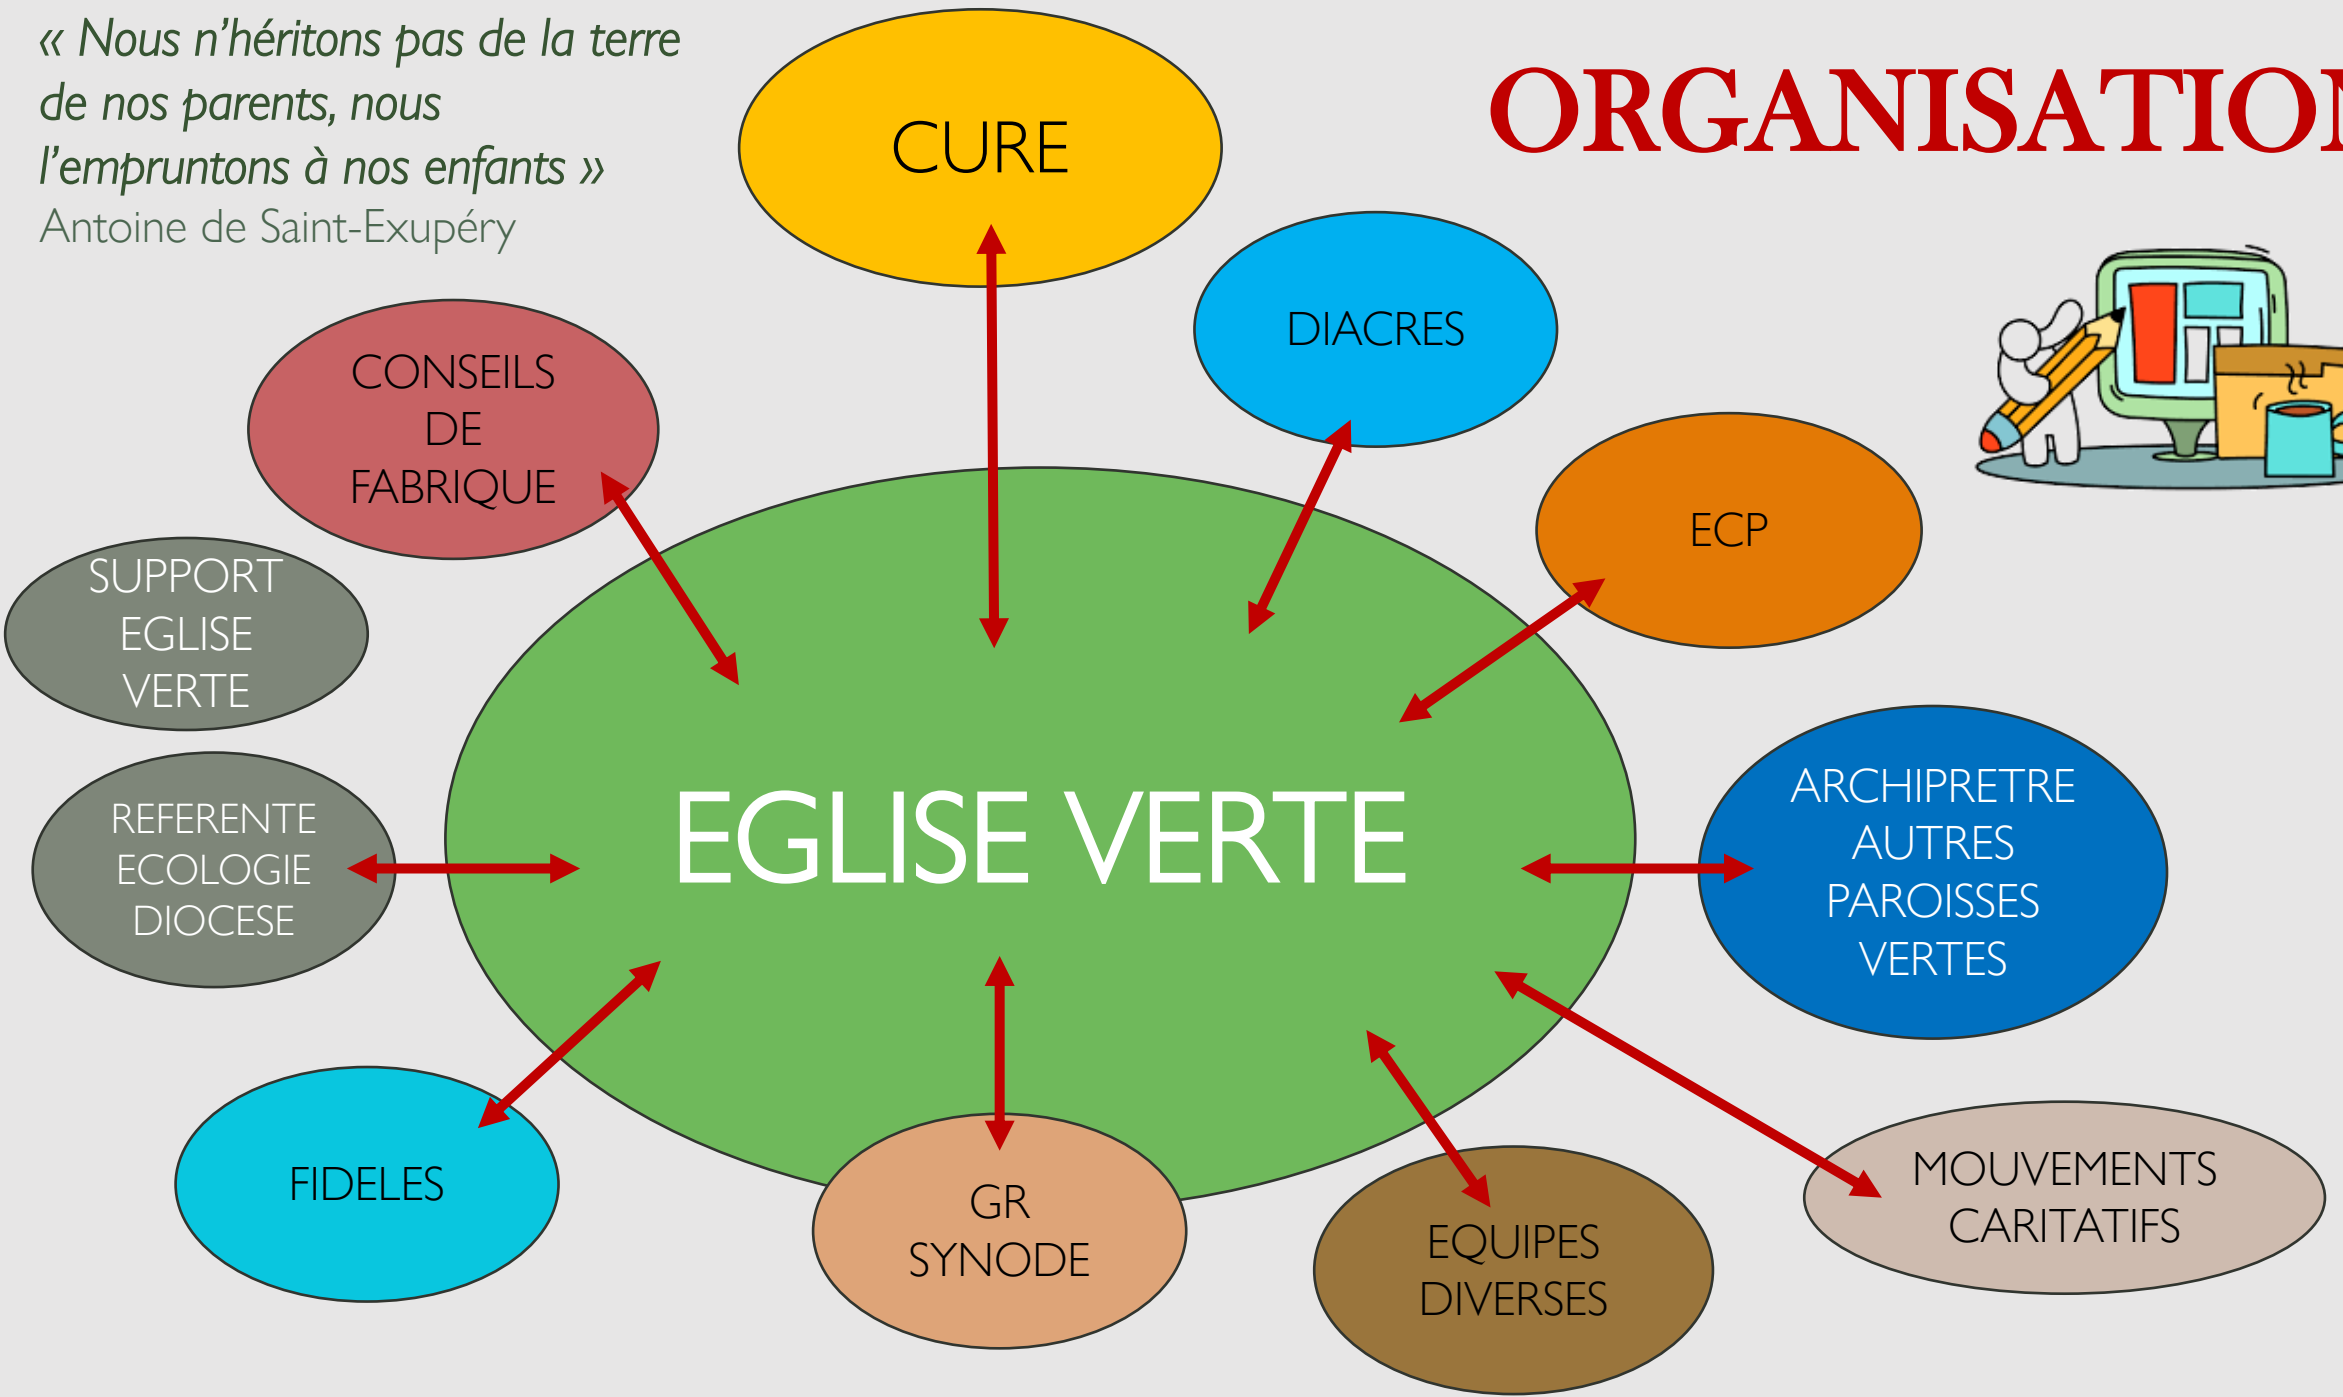 « Nous n’héritons pas de la terre
de nos parents, nous
l’empruntons à nos enfants »
Antoine de Saint-Exupéry
ORGANISATION
CURE
DIACRES
CONSEILS
DE
FABRIQUE
ECP
SUPPORT
EGLISE
VERTE
REFERENTE
ECOLOGIE
DIOCESE
EGLISE VERTE
ARCHIPRETRE
AUTRES
PAROISSES
VERTES
FIDELES
GR
SYNODE
EQUIPES
DIVERSES
MOUVEMENTS
CARITATIFS